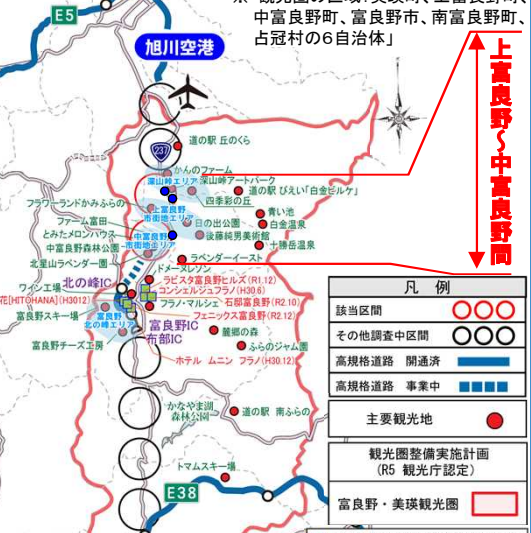 中富良野町、富良野市、南富良野町、
占冠村の6自治体」
E5
旭川空港
上富良野～中富良野間
237
道の駅 丘のくら
かんのファーム
深山峠エリア
深山峠アートパーク
道の駅 びえい「白金ビルケ」
フラワーランドかみふらの
四季彩の丘
上富良野
市街地エリア
青い池
ファーム富田
日の出公園
白金温泉
とみたメロンハウス
後藤純男美術館
中富良野
市街地エリア
十勝岳温泉
中富良野森林公園
北星山ラベンダー園
ラベンダーイースト
ドメーヌレゾン
ワイン工場
北の峰IC
ラビスタ富良野ヒルズ(R1.12)
コンシェルジュフラノ(H30.6)
花[HITOHANA](H3012)
フラノ・マルシェ
石部富良野(R2.10)
富良野スキー場
富良野
北の峰エリア
フェニックス富良野(R2.12)
富良野IC
布部IC
麓郷の森
富良野チーズ工房
ふらのジャム園
ホテル ムニン フラノ(H30.12)
かなやま湖
森林公園
道の駅 南ふらの
トマムスキー場
E38
凡 例
該当区間
その他調査中区間
高規格道路 開通済
高規格道路 事業中
主要観光地
観光圏整備実施計画
(R5 観光庁認定)
富良野・美瑛観光圏